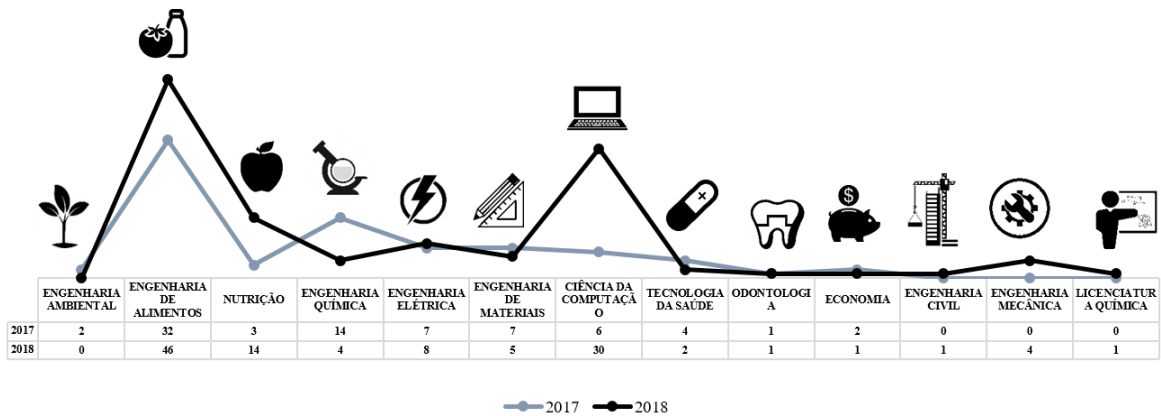 $
ENGENHARIA
AMBIENTAL
ENGENHARIA
DE
ALIMENTOS
NUTRIÇÃO
ENGENHARIA
QUÍMICA
ENGENHARIA
ELÉTRICA
ENGENHARIA
DE
MATERIAIS
CIÊNCIA DA
COMPUTAÇÃ
O
TECNOLOGIA
DA SAÚDE
ODONTOLOGI
A
ECONOMIA
ENGENHARIA
CIVIL
ENGENHARIA
MECÂNICA
LICENCIATUR
A QUÍMICA
2017 2 32 3 14 7 7 6 4 1 2 0 0 0
2018 0 46 14 4 8 5 30 2 1 1 1 4 1
2017 2018